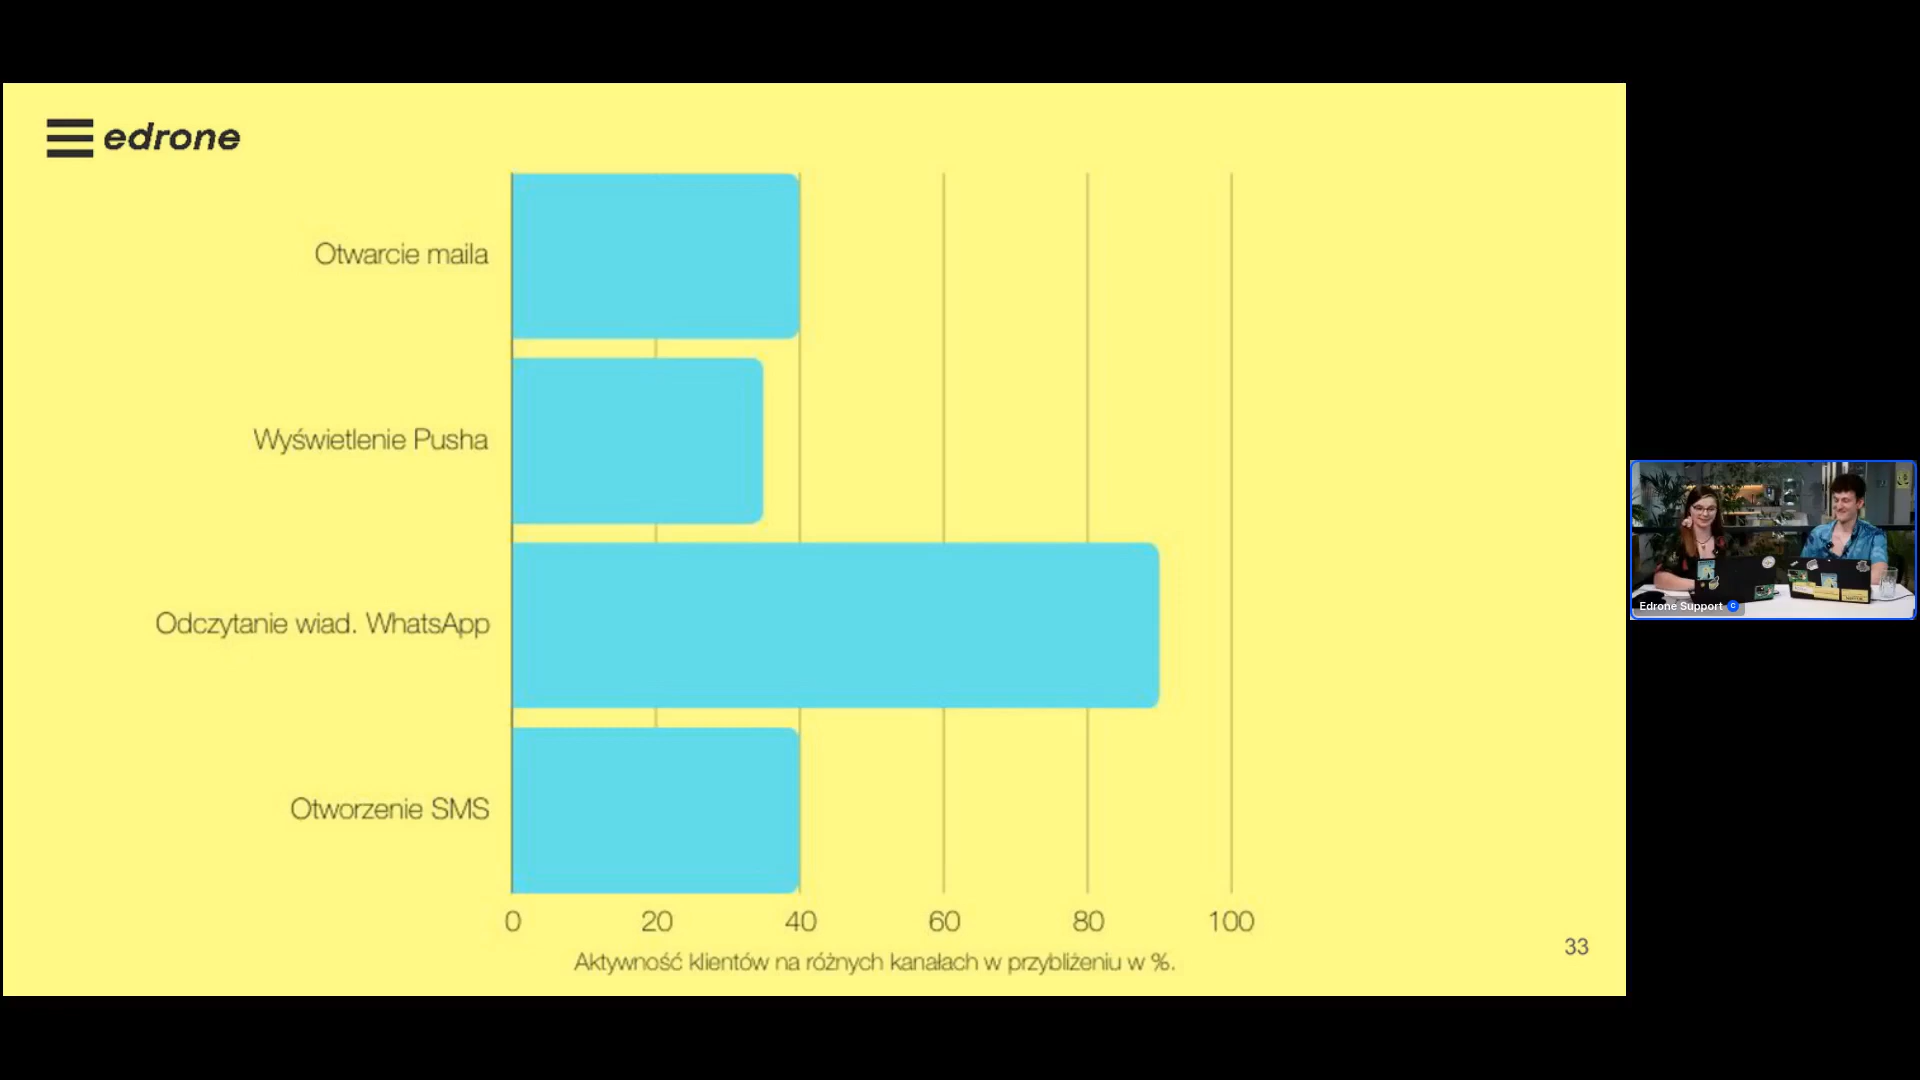 edrone
Otwarcie maila
Wyświetlenie Pusha
Odczytanie wiad. WhatsApp
Otworzenie SMS
0 20 40 60 80 100
Aktywność klientów na różnych kanałach w przybliżeniu w %.
33
Edrone Support